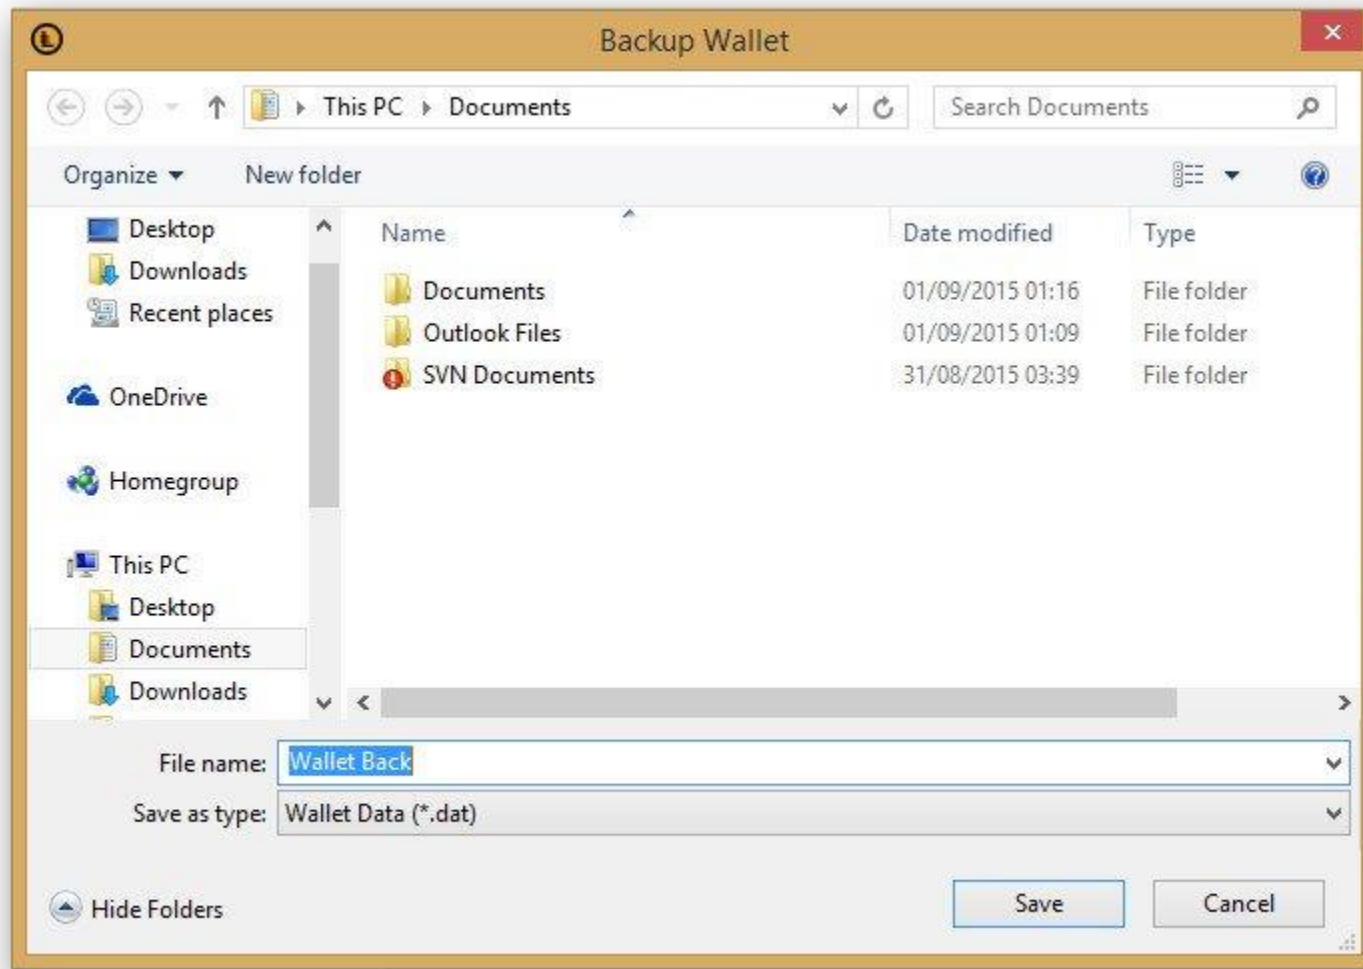 Backup Wallet
This PC Documents Search Documents
Organize New folder
Desktop
Downloads
Recent places
OneDrive
Homegroup
This PC
Desktop
Documents
Downloads
Name Date modified Type
Documents 01/09/2015 01:16 File folder
Outlook Files 01/09/2015 01:09 File folder
SVN Documents 31/08/2015 03:39 File folder
File name: Wallet Back
Save as type: Wallet Data (*.dat)
Hide Folders Save Cancel